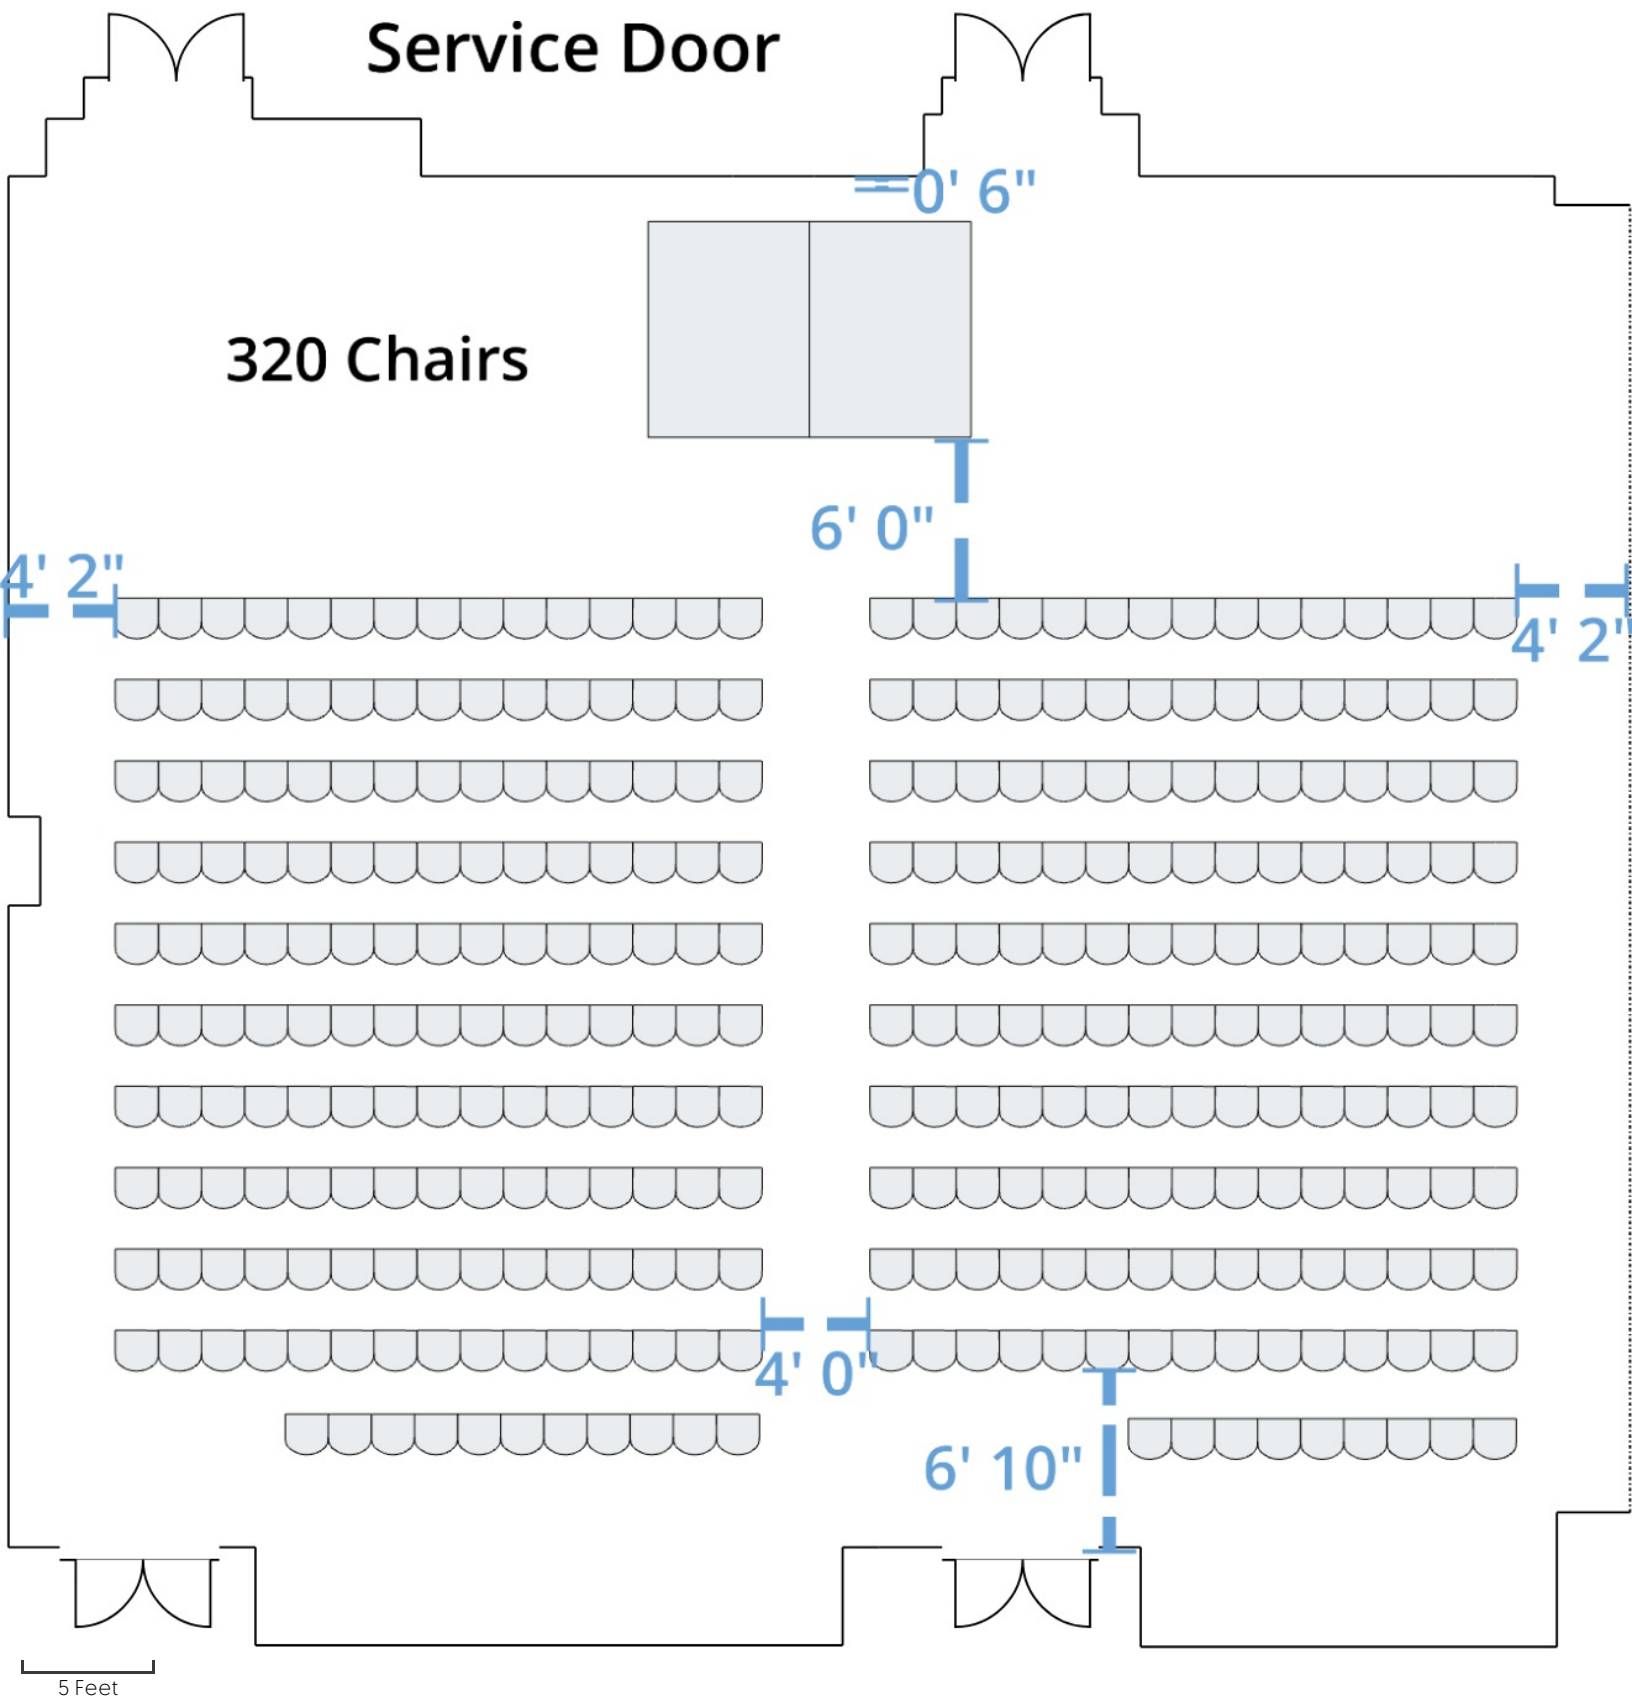 Service Door
0' 6"
320 Chairs
6' 0"
4' 2"
4' 2"
4' 0"
6' 10"
5 Feet